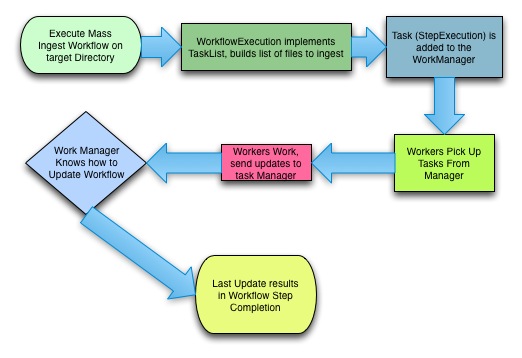 Execute Mass
Ingest Workflow on
target Directory
WorkflowExecution implements
TaskList, builds list of files to ingest
Task (StepExecution) is
added to the
WorkManager
Workers Pick Up
Tasks From
Manager
Workers Work,
send updates to
task Manager
Work Manager
Knows how to
Update Workflow
Last Update results
in Workflow Step
Completion